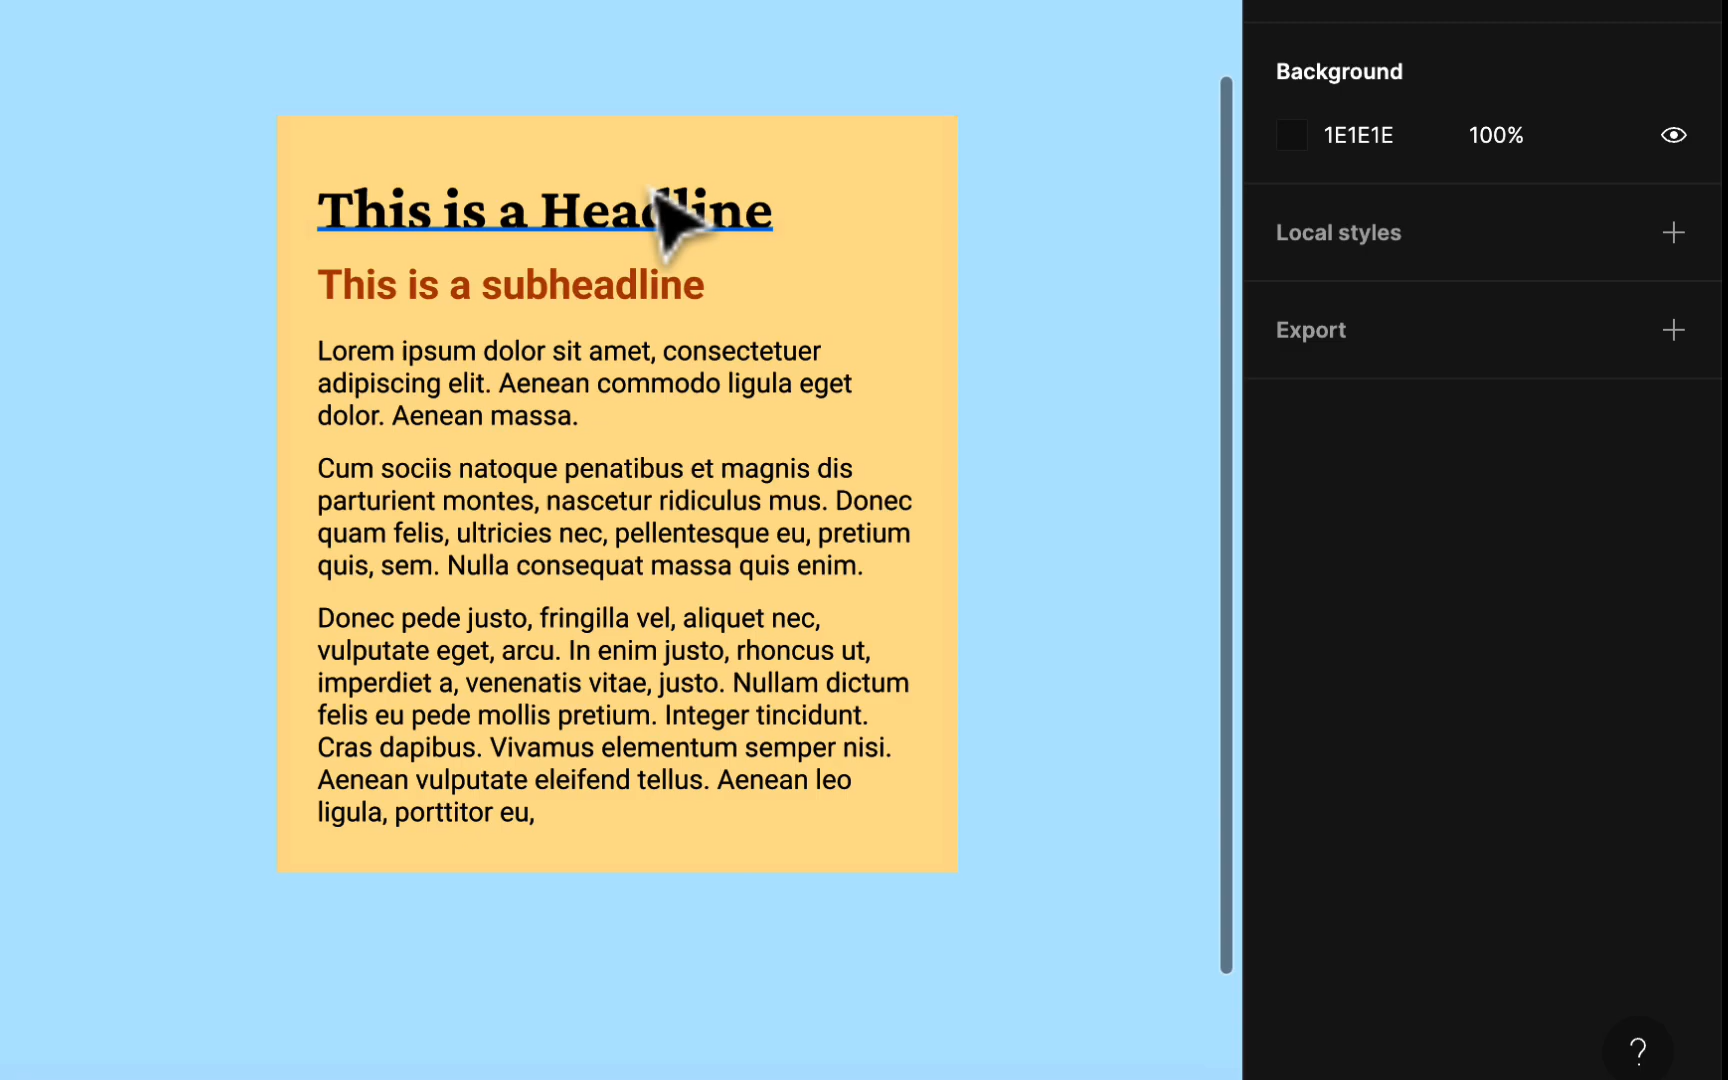 This is a Headline
This is a subheadline
Lorem ipsum dolor sit amet, consectetuer
adipiscing elit. Aenean commodo ligula eget
dolor. Aenean massa.
Cum sociis natoque penatibus et magnis dis
parturient montes, nascetur ridiculus mus. Donec
quam felis, ultricies nec, pellentesque eu, pretium
quis, sem. Nulla consequat massa quis enim.
Donec pede justo, fringilla vel, aliquet nec,
vulputate eget, arcu. In enim justo, rhoncus ut,
imperdiet a, venenatis vitae, justo. Nullam dictum
felis eu pede mollis pretium. Integer tincidunt.
Cras dapibus. Vivamus elementum semper nisi.
Aenean vulputate eleifend tellus. Aenean leo
ligula, porttitor eu,
Background
1E1E1E 100%
Local styles
Export
?